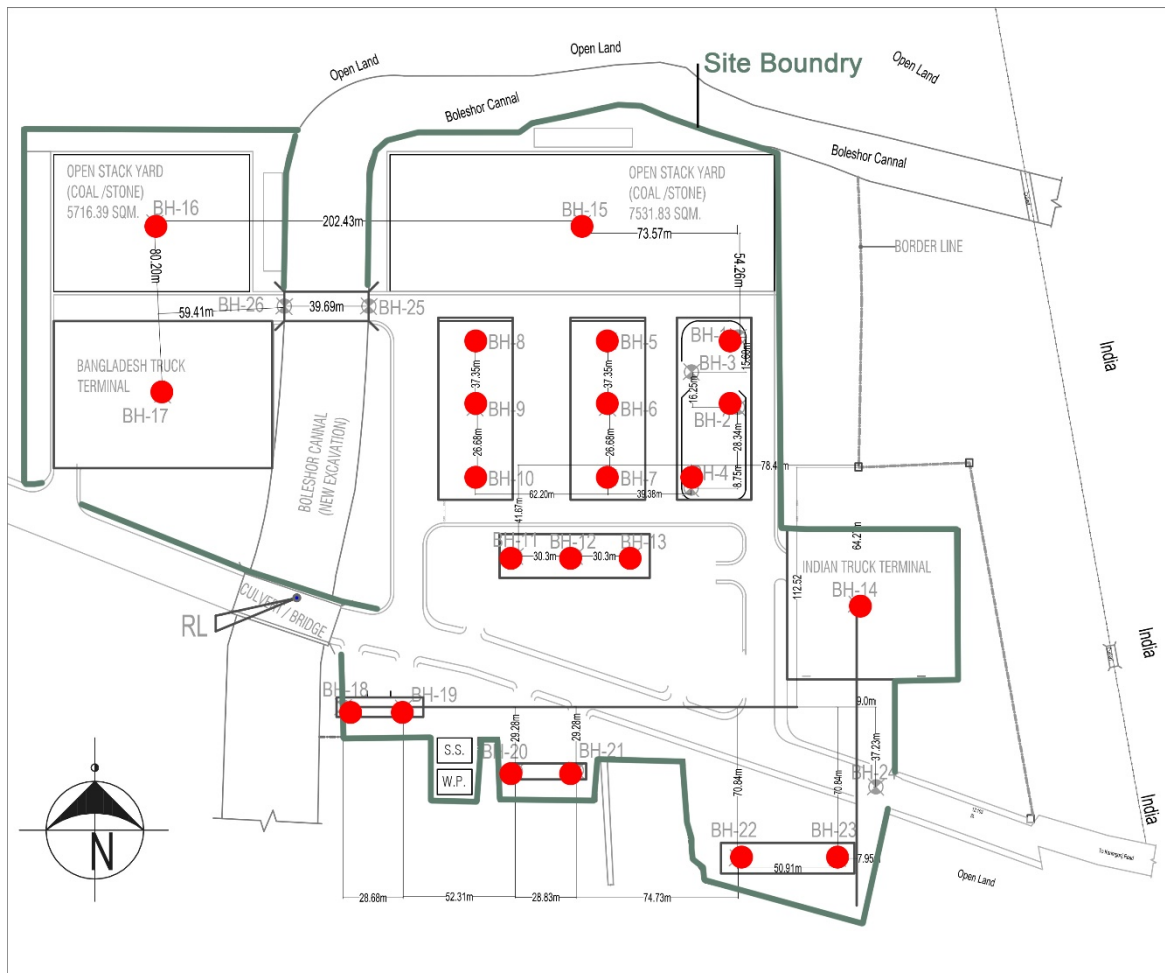 Open Land
Open Land
Open Land
Site Boundry
Boleshor Cannal
Boleshor Cannal
OPEN STACK YARD
(COAL /STONE)
5716.39 SQM.
BH-16
OPEN STACK YARD
(COAL /STONE)
7531.83 SQM.
BH-15
202.43m
73.57m
80.20m
54.26m
BORDER LINE
BH-26
39.69m
BH-25
59.41m
BH-8
BH-5
BH-1
15.60m
India
BANGLADESH TRUCK
TERMINAL
BH-17
37.35m
37.35m
BH-3
16.25m
BH-9
BH-6
BH-2
28.34m
BOLESHOR CANNAL
(NEW EXCAVATION)
26.68m
26.68m
BH-10
BH-7
BH-4
8.75m
62.20m
39.38m
41.67m
64.27m
BH-11
BH-12
BH-13
30.3m
30.3m
INDIAN TRUCK TERMINAL
BH-14
112.52
CULVERT / BRIDGE
RL
India
BH-18
BH-19
9.0m
29.28m
29.28m
37.23m
S.S.
W.P.
BH-20
BH-21
BH-24
70.84m
70.84m
India
BH-22
BH-23
50.91m
7.95
N
Open Land
28.68m
52.31m
28.83m
74.73m